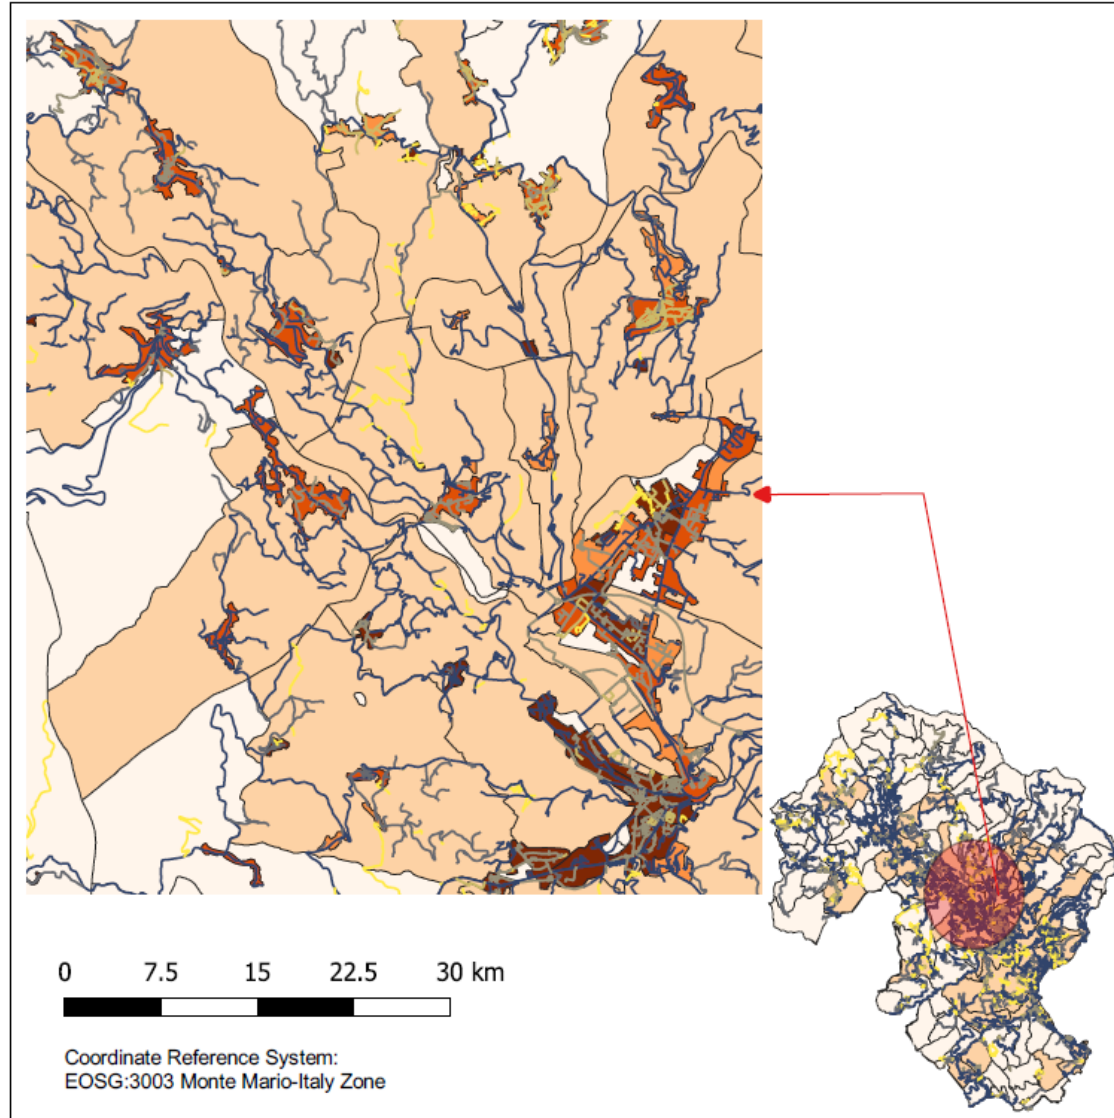 0 7.5 15 22.5 30 km
Coordinate Reference System:
EOSG:3003 Monte Mario-Italy Zone